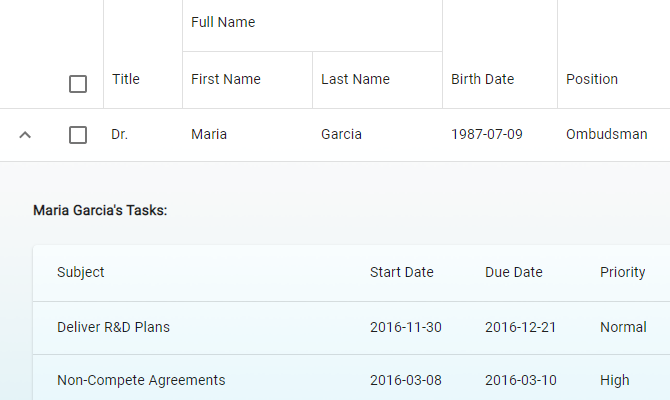 Full Name
Title First Name Last Name Birth Date Position
Dr. Maria Garcia 1987-07-09 Ombudsman
Maria Garcia's Tasks:
Subject Start Date Due Date Priority
Deliver R&D Plans 2016-11-30 2016-12-21 Normal
Non-Compete Agreements 2016-03-08 2016-03-10 High